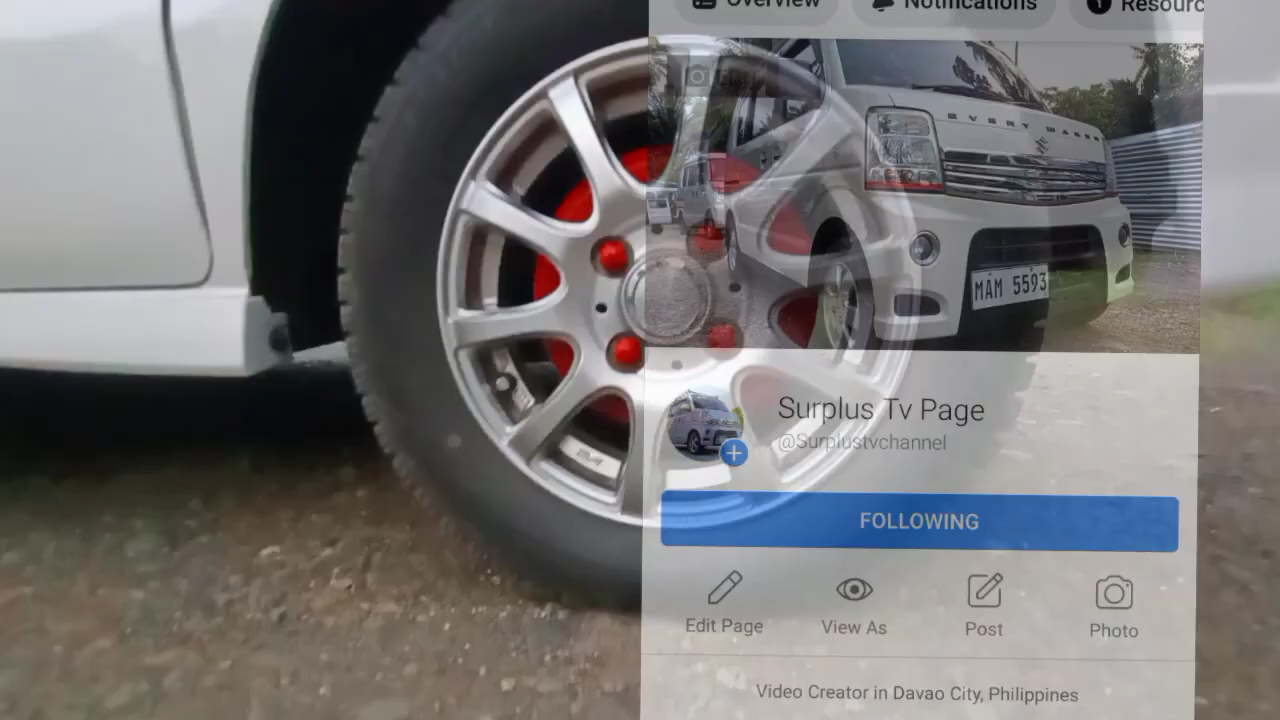 Overview
Notifications
Resourc
EVERY WAGON
MAM 5593
Surplus Tv Page
@Surplustvchannel
FOLLOWING
Edit Page
View As
Post
Photo
Video Creator in Davao City, Philippines